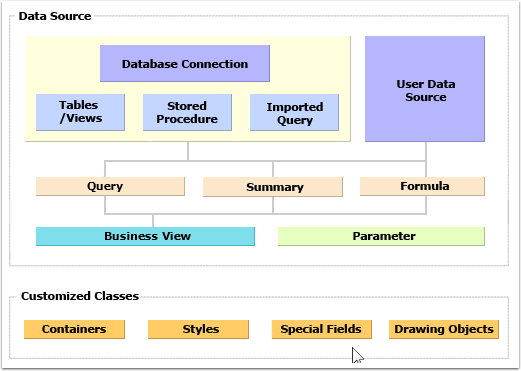 Data Source
Database Connection
User Data
Source
Tables
/Views
Stored
Procedure
Imported
Query
Query
Summary
Formula
Business View
Parameter
Customized Classes
Containers
Styles
Special Fields
Drawing Objects